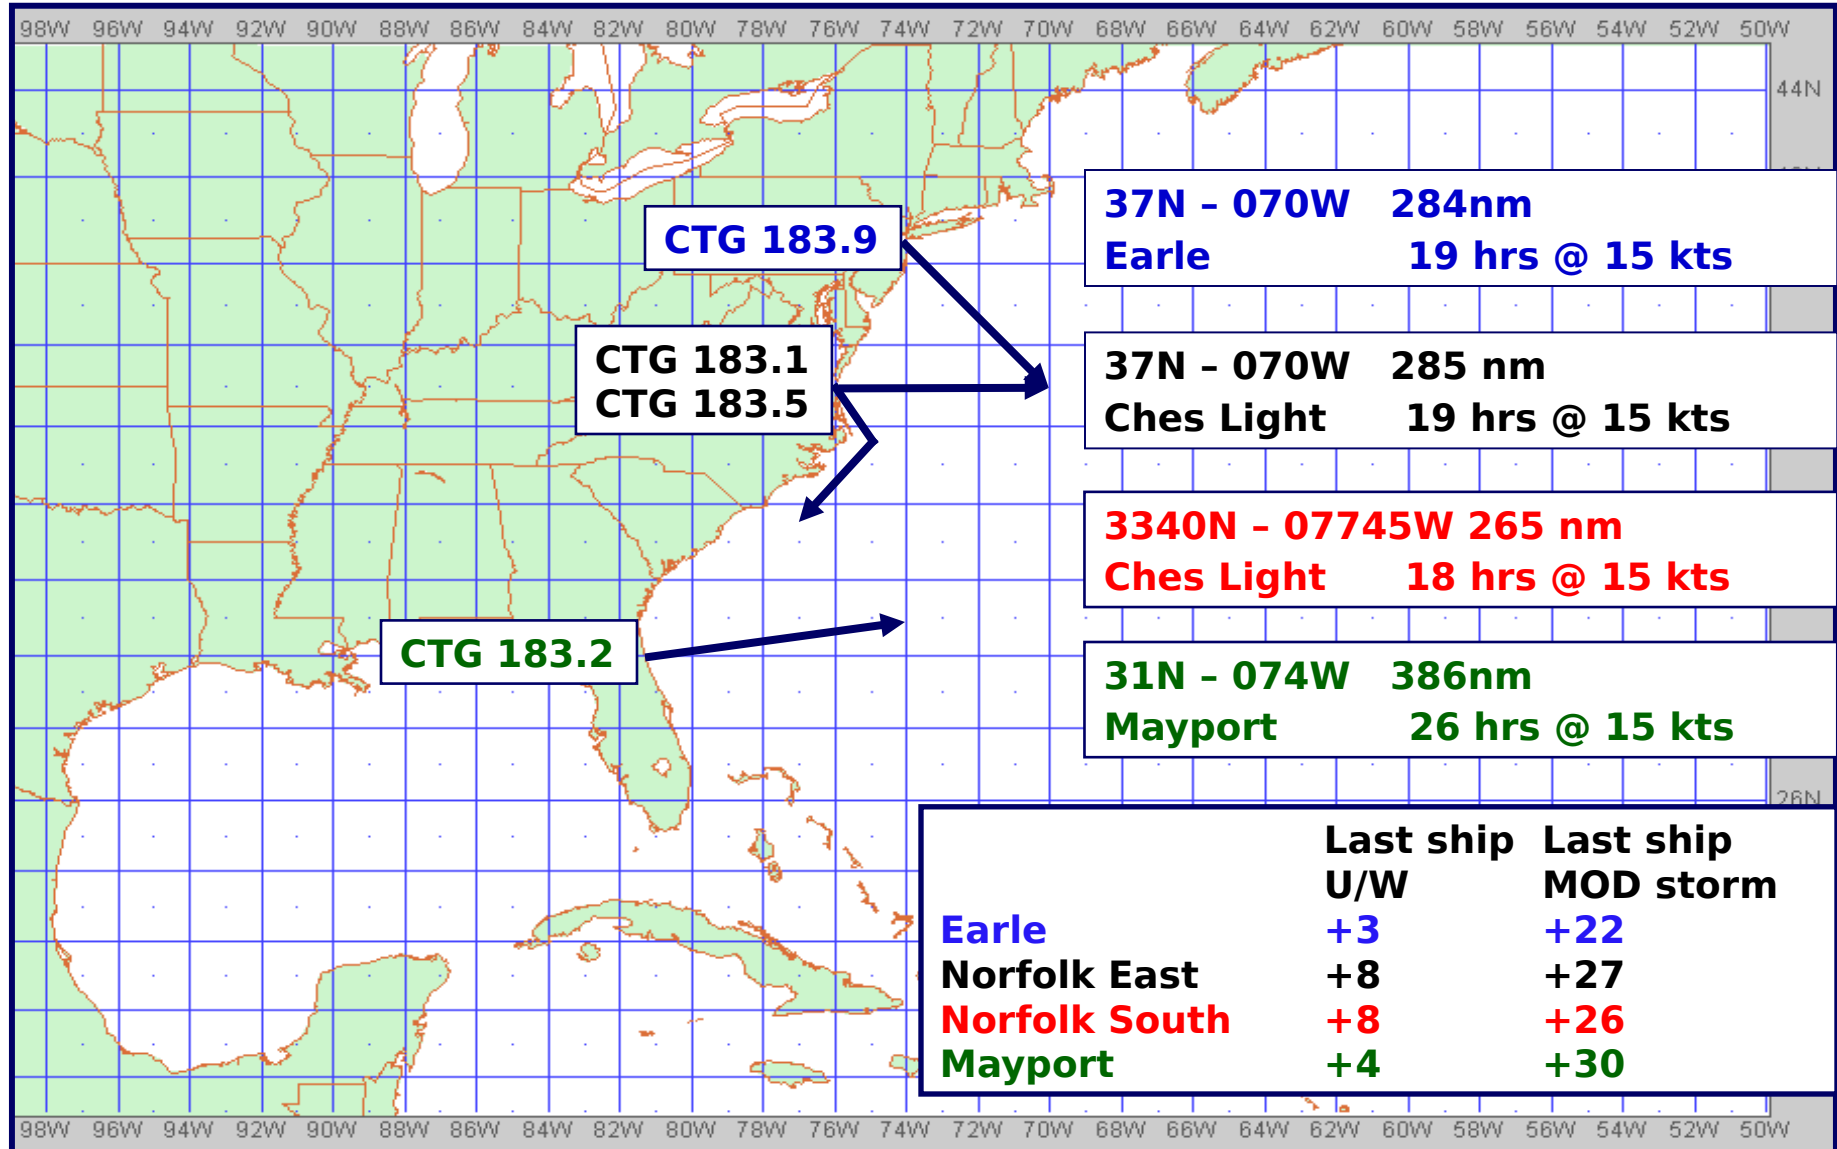 98W 96W 94W 92W 90W 88W 86W 84W 82W 80W 78W 76W 74W 72W 70W 68W 66W 64W 62W 60W 58W 56W 54W 52W 50W
44N
37N – 070W 284nm
Earle 19 hrs @ 15 kts
CTG 183.9
37N – 070W 285 nm
Ches Light 19 hrs @ 15 kts
CTG 183.1
CTG 183.5
3340N – 07745W 265 nm
Ches Light 18 hrs @ 15 kts
CTG 183.2
31N – 074W 386nm
Mayport 26 hrs @ 15 kts
26N
Last ship Last ship
U/W MOD storm
Earle +3 +22
Norfolk East +8 +27
Norfolk South +8 +26
Mayport +4 +30
98W 96W 94W 92W 90W 88W 86W 84W 82W 80W 78W 76W 74W 72W 70W 68W 66W 64W 62W 60W 58W 56W 54W 52W 50W